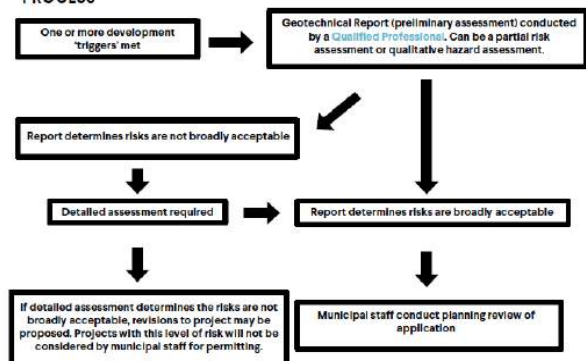 PROCESS
One or more development
'triggers' met
Geotechnical Report (preliminary assessment) conducted
by a Qualified Professional. Can be a partial risk
assessment or qualitative hazard assessment.
Report determines risks are not broadly acceptable
Detailed assessment required
Report determines risks are broadly acceptable
If detailed assessment determines the risks are not
broadly acceptable, revisions to project may be
proposed. Projects with this level of risk will not be
considered by municipal staff for permitting.
Municipal staff conduct planning review of
application